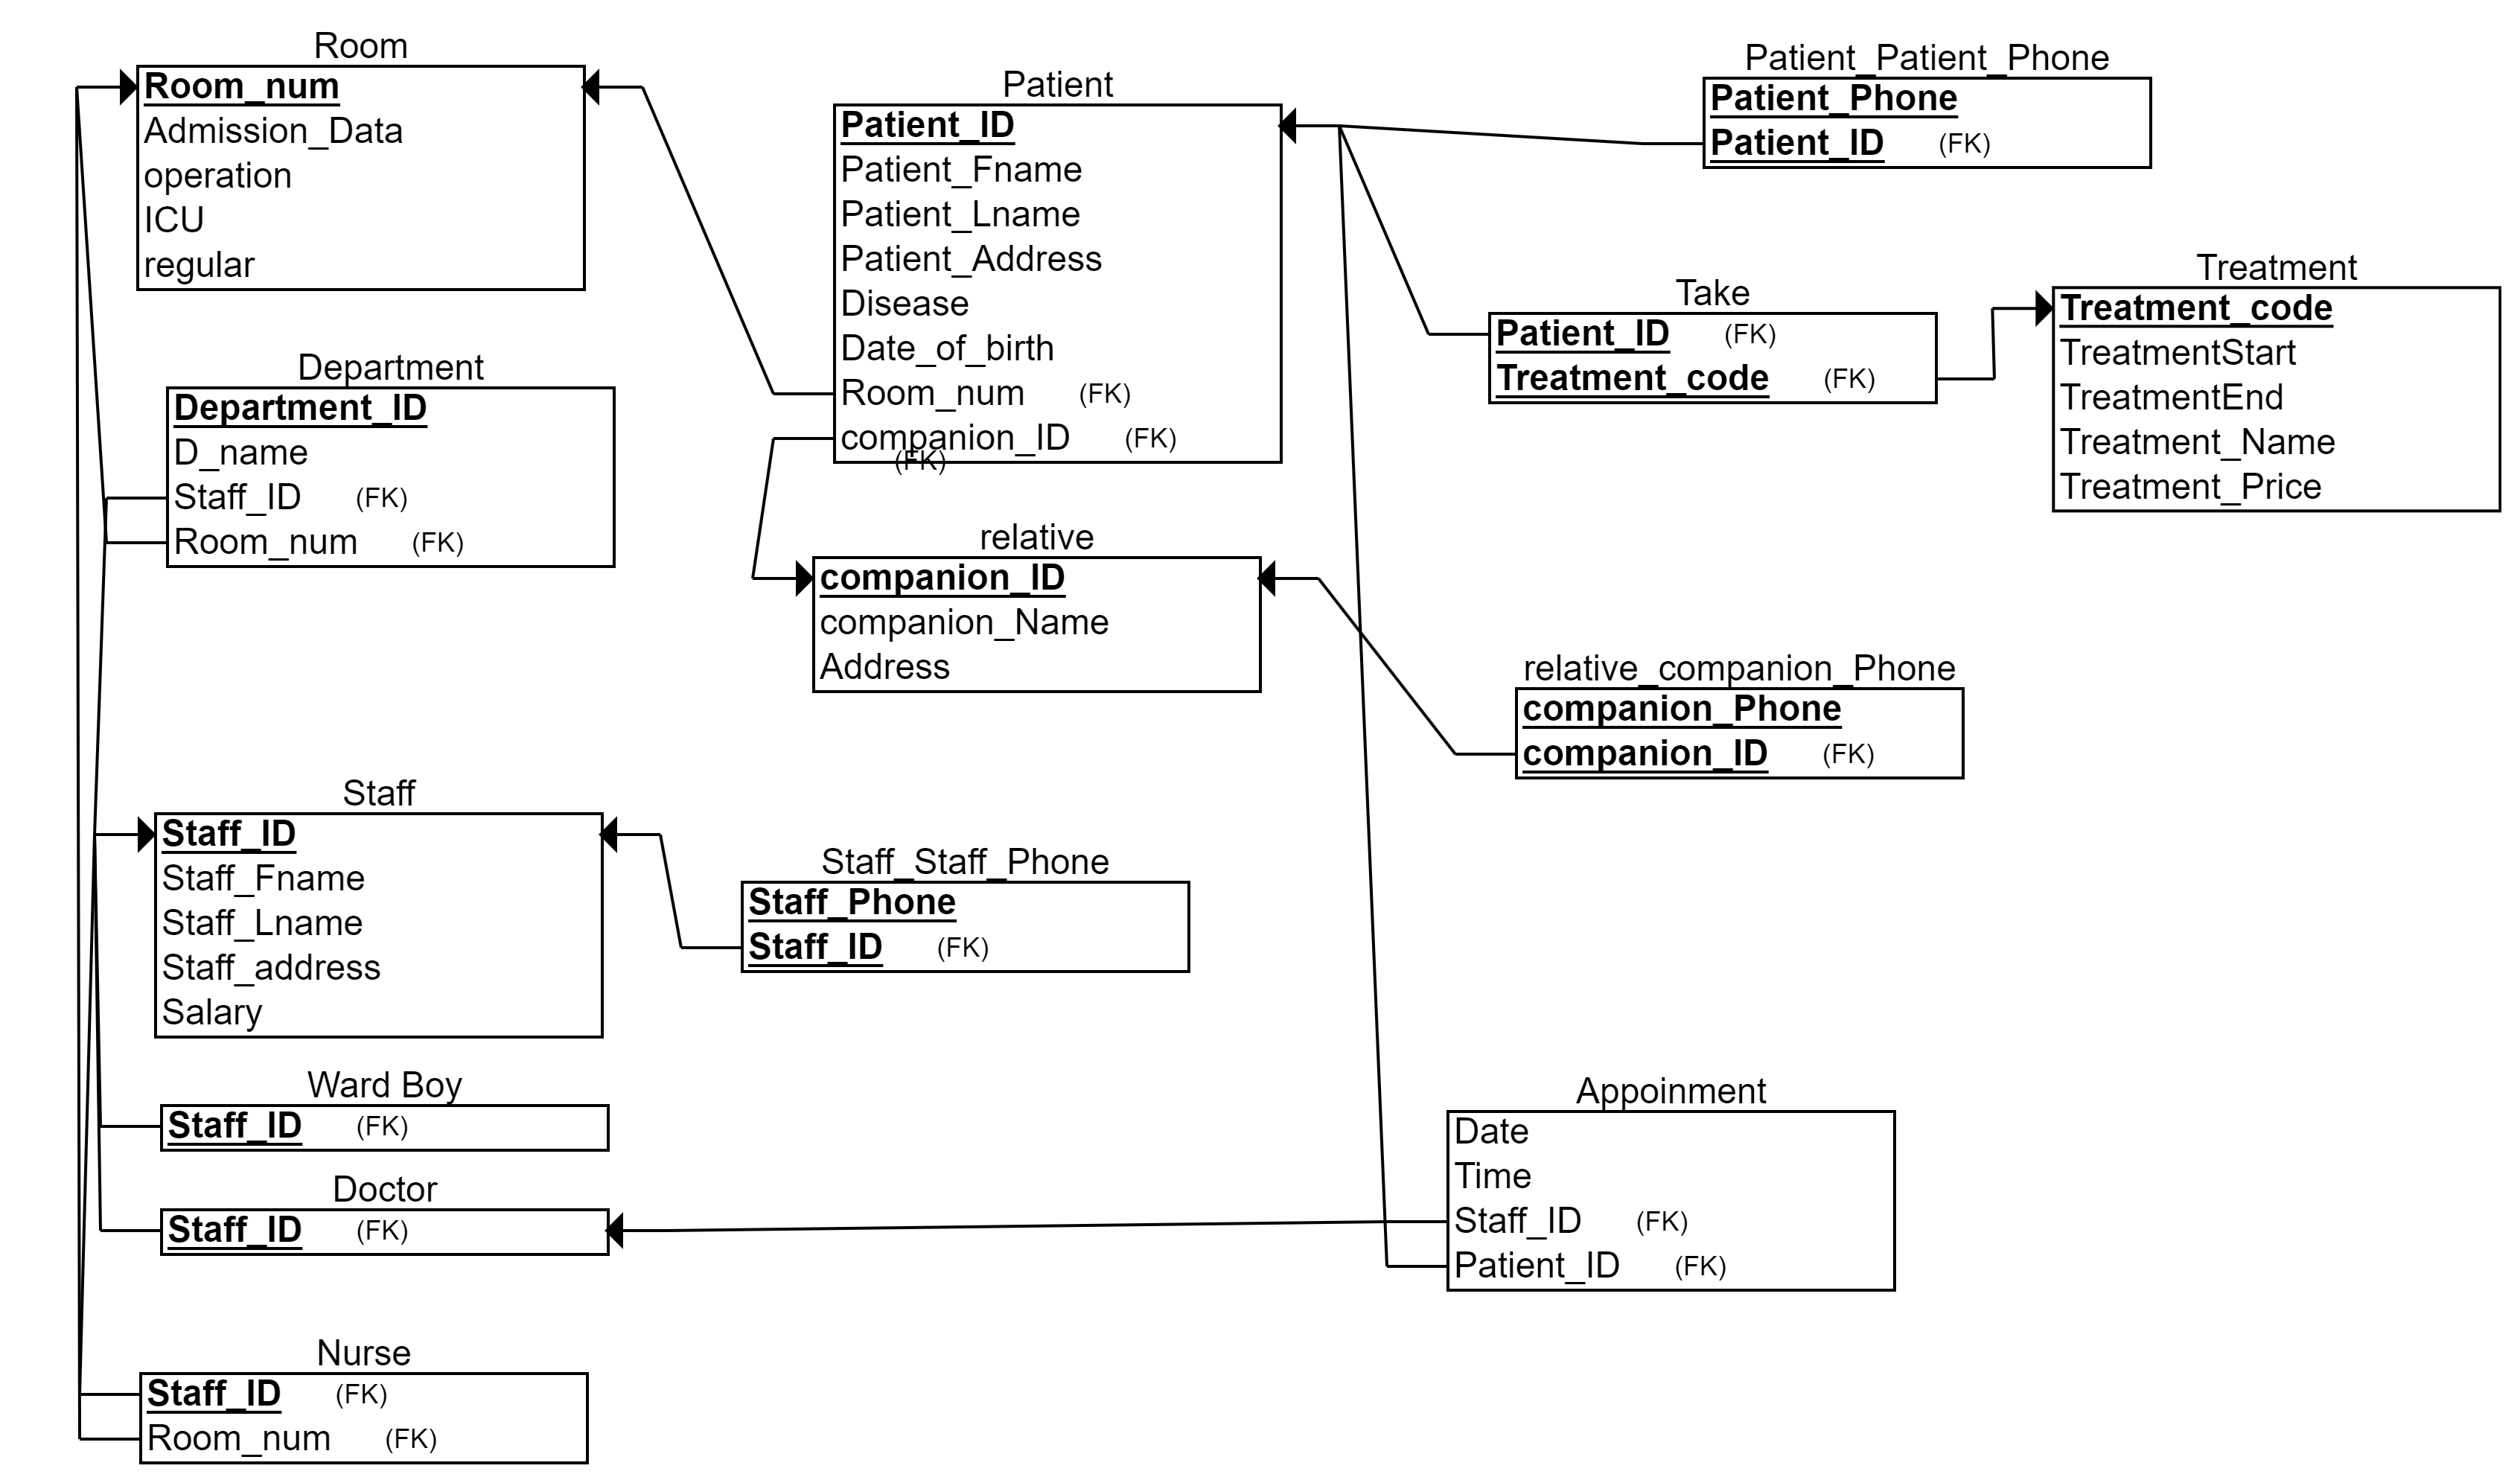 Room
Room_num
Admission_Data
operation
ICU
regular
Department
Department_ID
D_name
Staff_ID (FK)
Room_num (FK)
Patient
Patient_ID
Patient_Fname
Patient_Lname
Patient_Address
Disease
Date_of_birth
Room_num (FK)
companion_ID (FK)
(FK)
Patient_Patient_Phone
Patient_Phone
Patient_ID (FK)
Take
Patient_ID (FK)
Treatment_code (FK)
Treatment
Treatment_code
TreatmentStart
TreatmentEnd
Treatment_Name
Treatment_Price
relative
companion_ID
companion_Name
Address
relative_companion_Phone
companion_Phone
companion_ID (FK)
Staff
Staff_ID
Staff_Fname
Staff_Lname
Staff_address
Salary
Staff_Staff_Phone
Staff_Phone
Staff_ID (FK)
Ward Boy
Staff_ID (FK)
Doctor
Staff_ID (FK)
Appoinment
Date
Time
Staff_ID (FK)
Patient_ID (FK)
Nurse
Staff_ID (FK)
Room_num (FK)